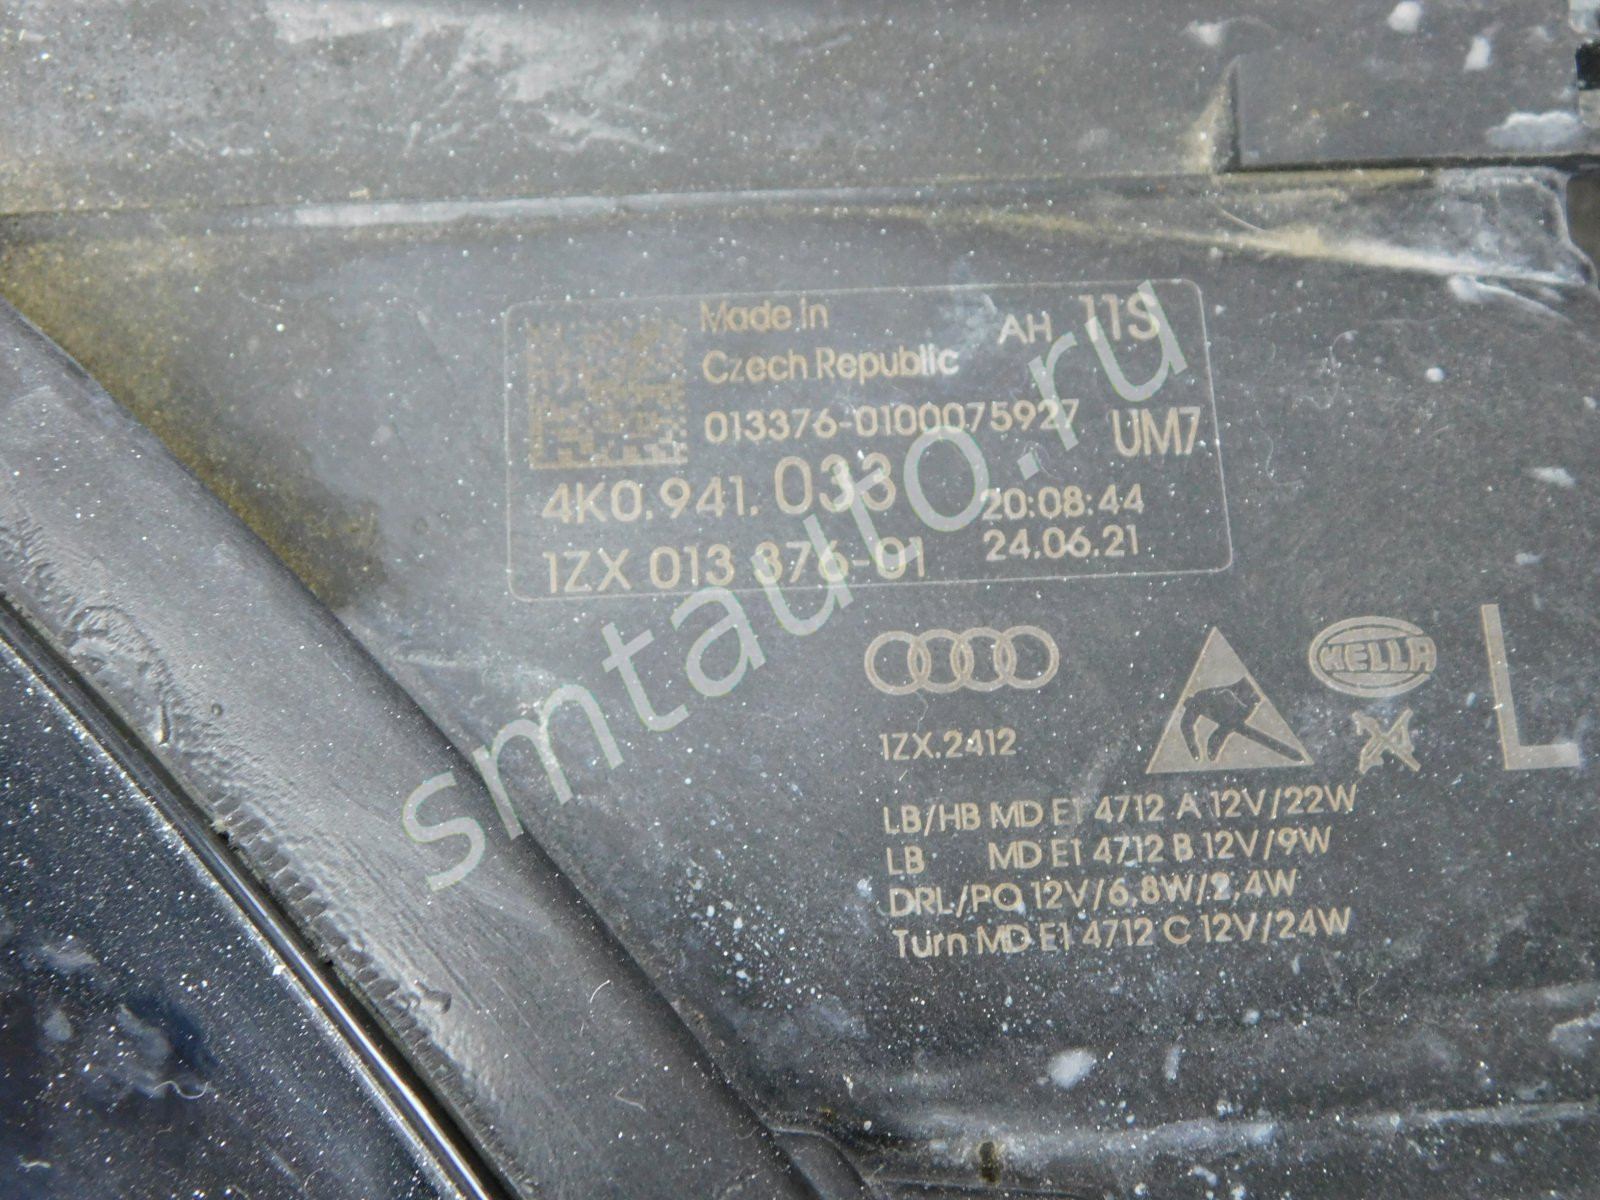 Made in
Czech Republic
AH 11S
013376-0100075927
UM7
4K0.941.033
20:08:44
1ZX 013 376-01
24.06.21
HELLA
L
1ZX.2412
LB/HB MD E1 4712 A 12V/22W
LB MD E1 4712 B 12V/9W
DRL/PO 12V/6,8W/2,4W
Turn MD E1 4712 C 12V/24W
smtauto.ru